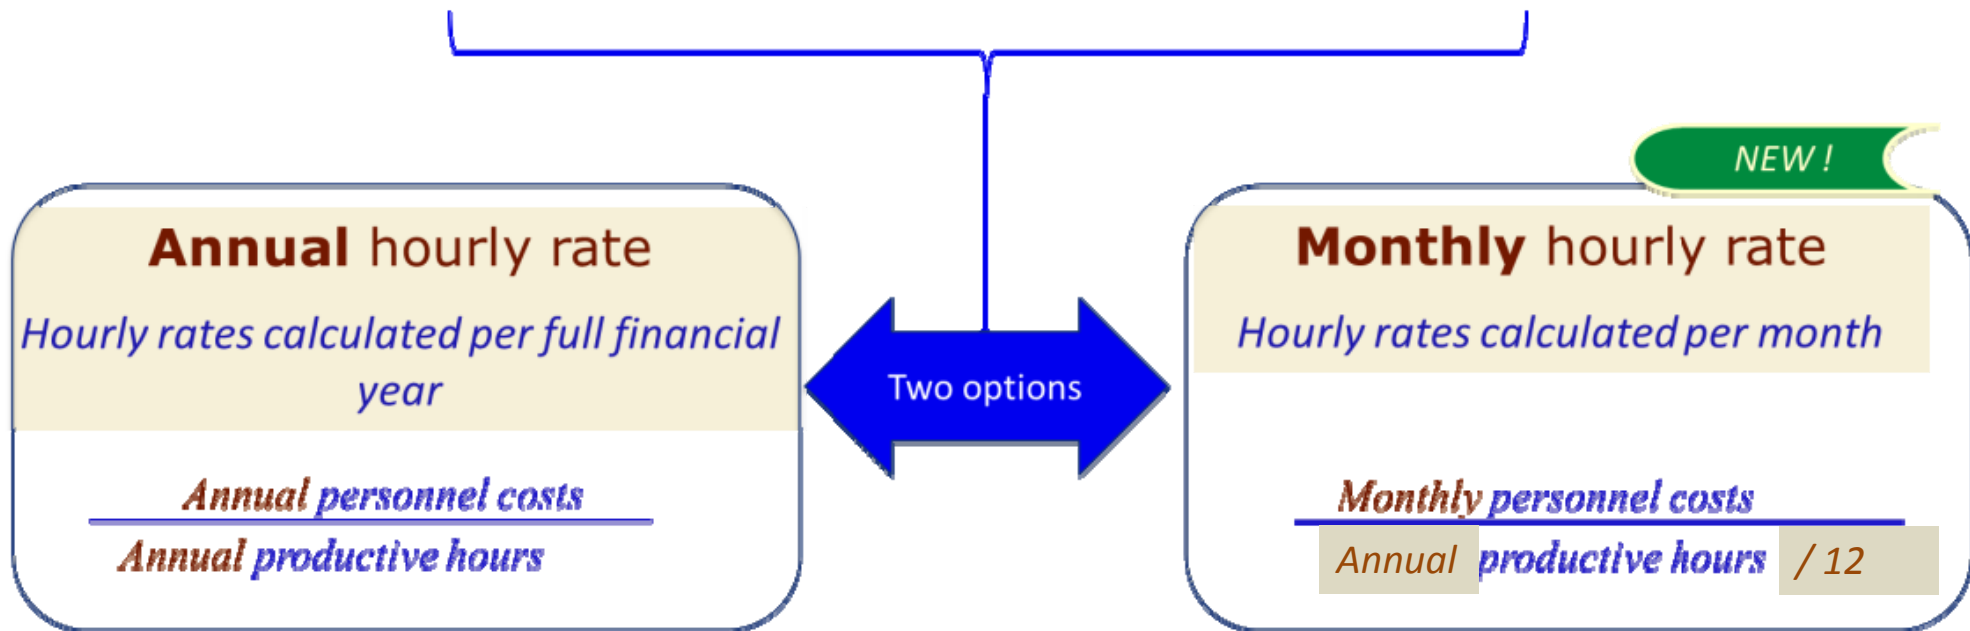 NEW !
Annual hourly rate
Hourly rates calculated per full financial
year
Annual personnel costs
Annual productive hours
Two options
Monthly hourly rate
Hourly rates calculated per month
Monthly personnel costs
Annual productive hours / 12